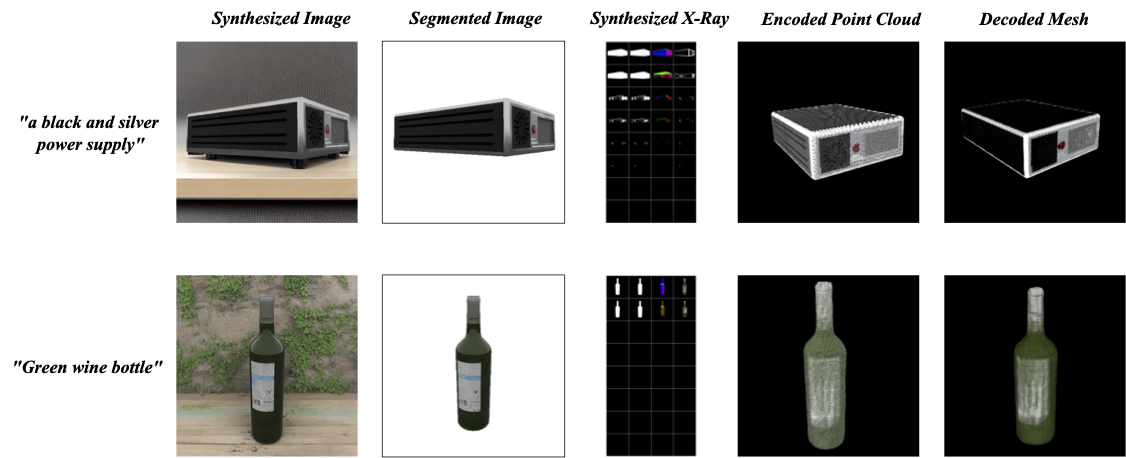 Synthesized Image
Segmented Image
Synthesized X-Ray
Encoded Point Cloud
Decoded Mesh
"a black and silver
power supply"
"Green wine bottle"